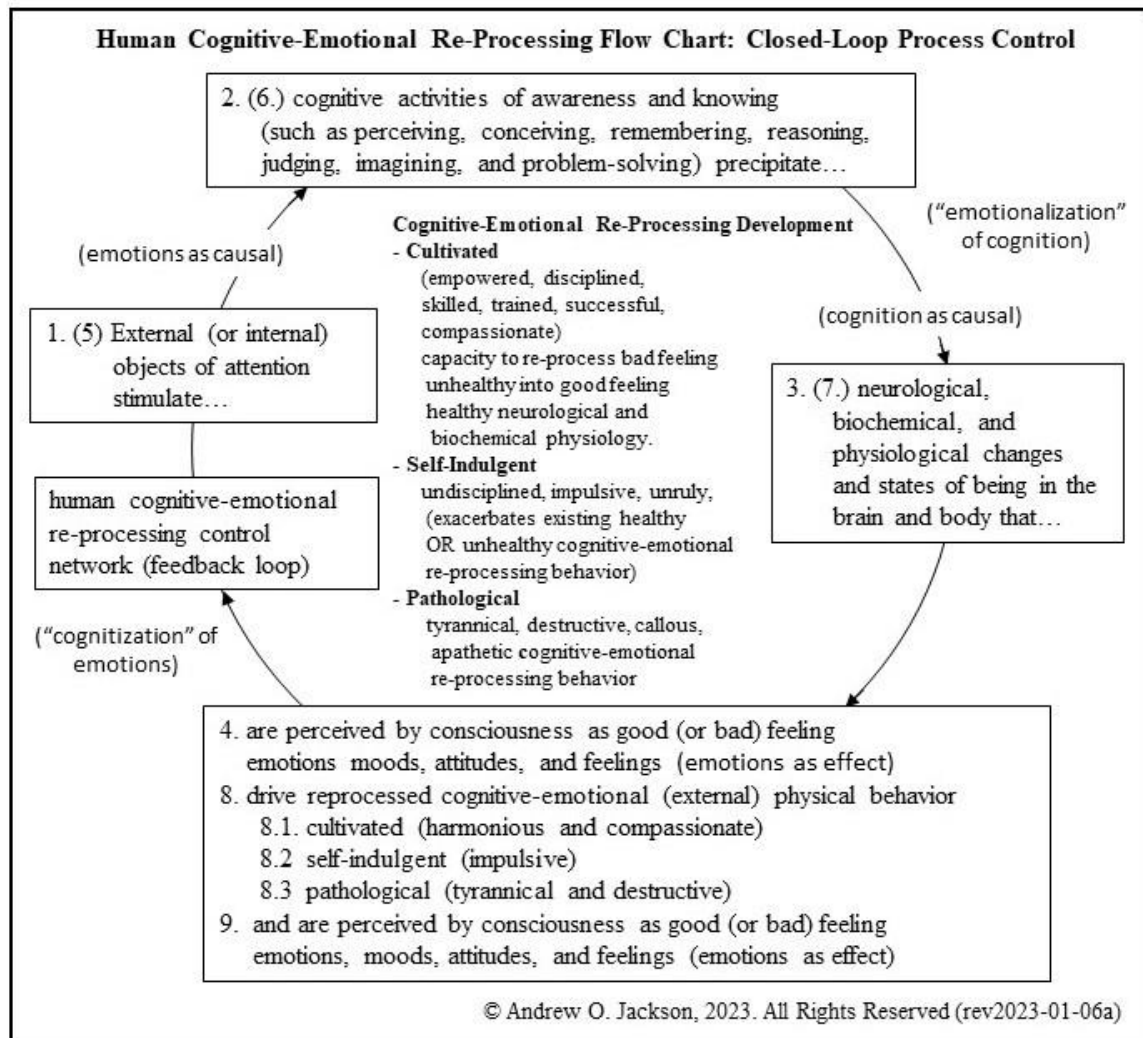 Human Cognitive-Emotional Re-Processing Flow Chart: Closed-Loop Process Control
2. (6.) cognitive activities of awareness and knowing
(such as perceiving, conceiving, remembering, reasoning,
judging, imagining, and problem-solving) precipitate…
(“emotionalization”
of cognition)
(cognition as causal)
(emotions as causal)
1. (5) External (or internal)
objects of attention
stimulate…
Cognitive-Emotional Re-Processing Development
- Cultivated
(empowered, disciplined,
skilled, trained, successful,
compassionate)
capacity to re-process bad feeling
unhealthy into good feeling
healthy neurological and
biochemical physiology.
- Self-Indulgent
undisciplined, impulsive, unruly,
(exacerbates existing healthy
OR unhealthy cognitive-emotional
re-processing behavior)
- Pathological
tyrannical, destructive, callous,
apathetic cognitive-emotional
re-processing behavior
3. (7.) neurological,
biochemical, and
physiological changes
and states of being in the
brain and body that…
human cognitive-emotional
re-processing control
network (feedback loop)
(“cognitization” of
emotions)
4. are perceived by consciousness as good (or bad) feeling
emotions moods, attitudes, and feelings (emotions as effect)
8. drive reprocessed cognitive-emotional (external) physical behavior
8.1. cultivated (harmonious and compassionate)
8.2 self-indulgent (impulsive)
8.3 pathological (tyrannical and destructive)
9. and are perceived by consciousness as good (or bad) feeling
emotions, moods, attitudes, and feelings (emotions as effect)
© Andrew O. Jackson, 2023. All Rights Reserved (rev2023-01-06a)